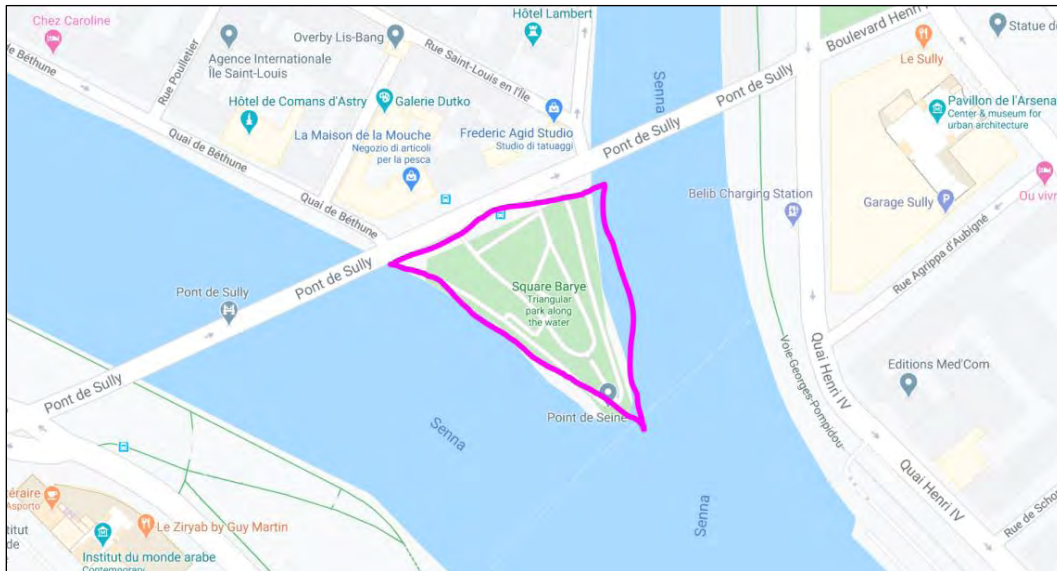 Chez Caroline
de Béthune
Rue Poulletier
Agence Internationale
Île Saint-Louis
Overby Lis-Bang
Rue Saint-Louis en l'Île
Hôtel Lambert
Senna
Boulevard Henri
Statue de
Le Sully
Hôtel de Comans d'Astry
Galerie Dutko
La Maison de la Mouche
Negozio di articoli
per la pesca
Frederic Agid Studio
Studio di tatuaggi
Pont de Sully
Pont de Sully
Pavillon de l'Arsena
Center & museum for
urban architecture
Quai de Béthune
Quai de Béthune
Belib Charging Station
Garage Sully
Ou vivr
Rue Agrippa d'Aubigné
Pont de Sully
Pont de Sully
Square Barye
Triangular
park along
the water
Pont de Sully
Point de Seine
Senna
Senna
Voie Georges-Pompidou
Quai Henri IV
Quai Henri IV
Editions Med'Com
Rue de Scho
téraire
Asporto
Le Ziryab by Guy Martin
titut
de
Institut du monde arabe
Contemporary